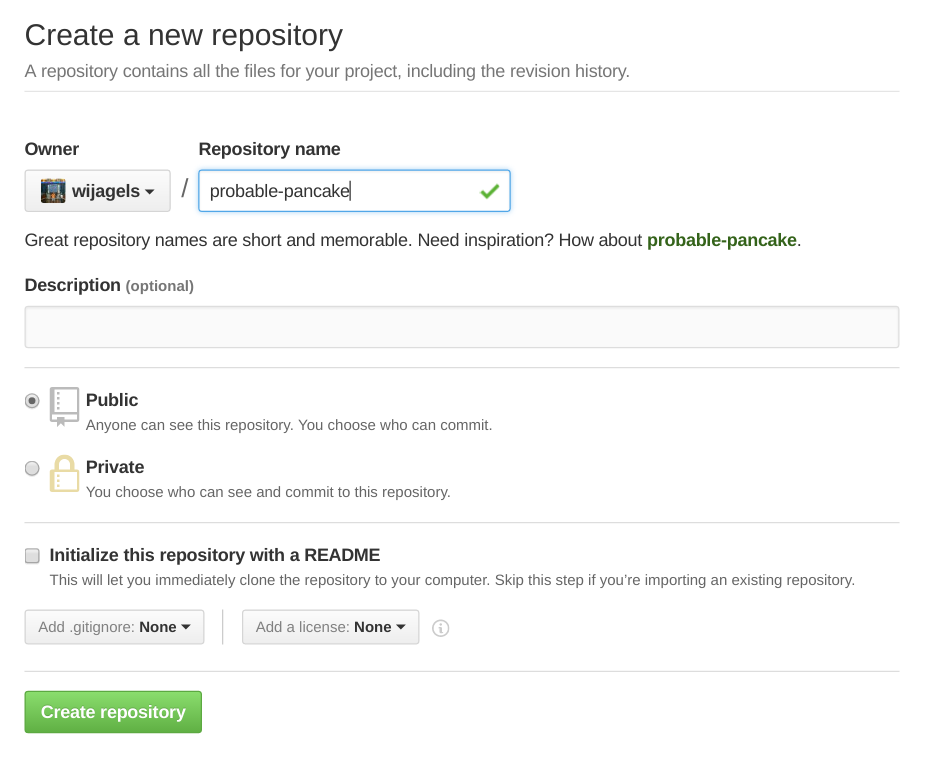 Create a new repository
A repository contains all the files for your project, including the revision history.
Owner
Repository name
wijagels / probable-pancake
Great repository names are short and memorable. Need inspiration? How about probable-pancake.
Description (optional)
Public
Anyone can see this repository. You choose who can commit.
Private
You choose who can see and commit to this repository.
Initialize this repository with a README
This will let you immediately clone the repository to your computer. Skip this step if you’re importing an existing repository.
Add .gitignore: None
Add a license: None
Create repository